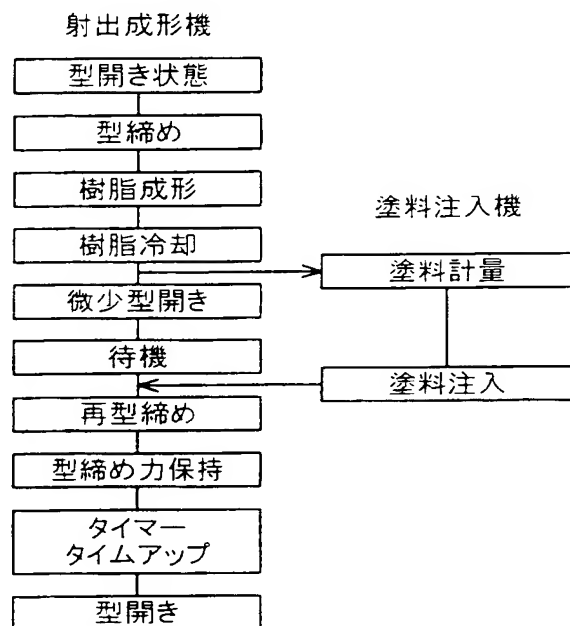 射出成形機
型開き状態
型締め
樹脂成形
樹脂冷却
微少型開き
待機
再型締め
型締め力保持
タイマー
タイムアップ
型開き
塗料注入機
塗料計量
塗料注入